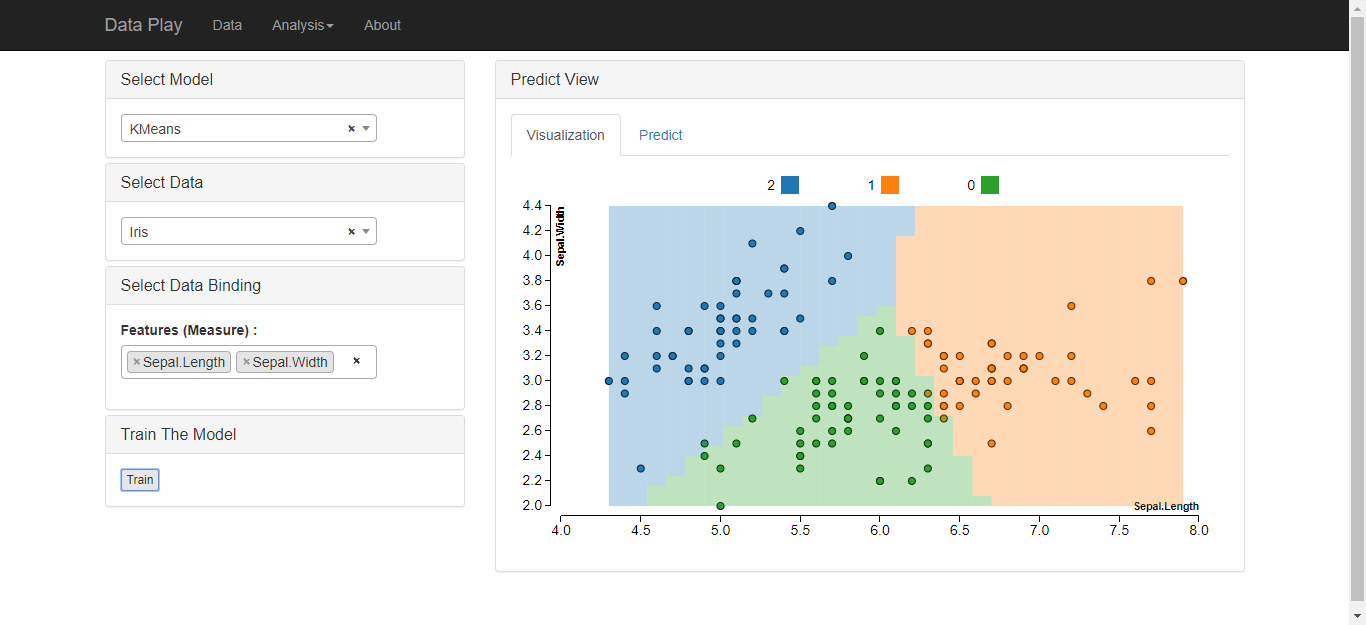 Data Play Data Analysis About
Select Model
KMeans ×
Select Data
Iris ×
Select Data Binding
Features (Measure) :
×Sepal.Length ×Sepal.Width ×
Train The Model
Train
Predict View
Visualization Predict
2 1 0
Sepal.Width
4.4
4.2
4.0
3.8
3.6
3.4
3.2
3.0
2.8
2.6
2.4
2.2
2.0
Sepal.Length
4.0 4.5 5.0 5.5 6.0 6.5 7.0 7.5 8.0